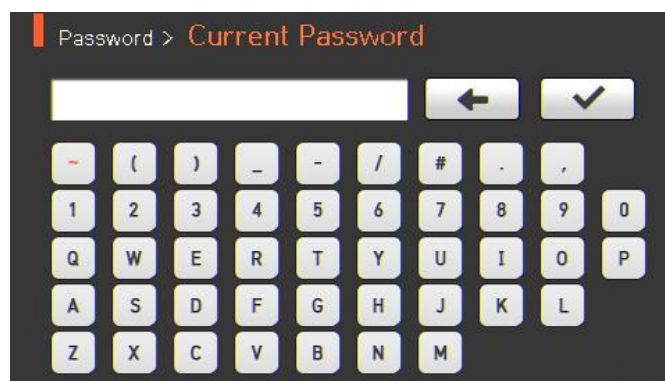 Password > Current Password
~ ( ) _ - / # . ,
1 2 3 4 5 6 7 8 9 0
Q W E R T Y U I O P
A S D F G H J K L
Z X C V B N M